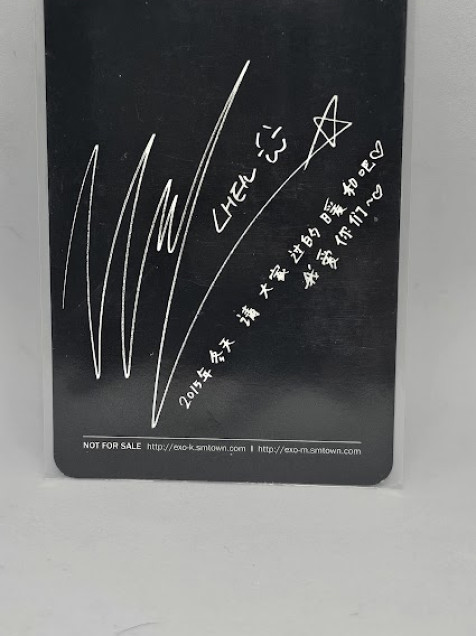 CHEN
2015年冬天 请大家过的暖和吧♡
我爱你们~♡
NOT FOR SALE http://exo-k.smtown.com | http://exo-m.smtown.com